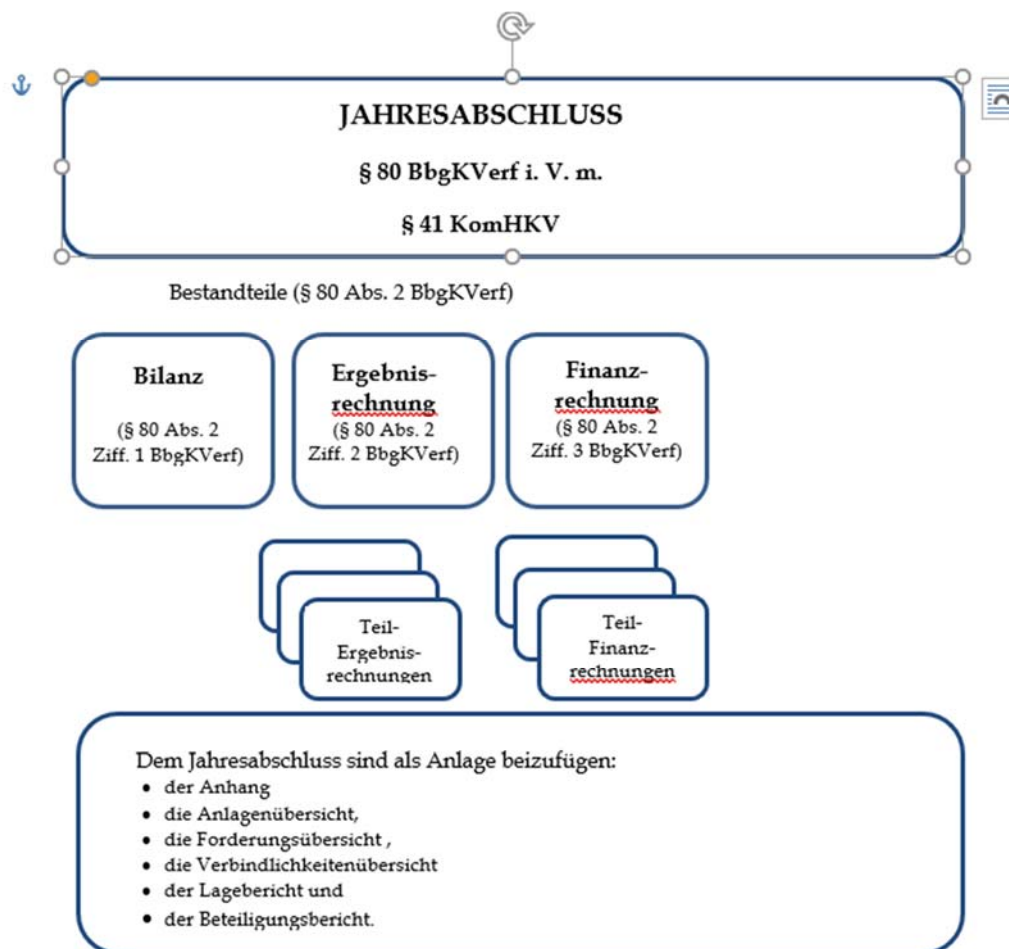 JAHRESABSCHLUSS
§ 80 BbgKVerf i. V. m.
§ 41 KomHKV
Bestandteile (§ 80 Abs. 2 BbgKVerf)
Bilanz
(§ 80 Abs. 2
Ziff. 1 BbgKVerf)
Ergebnis-
rechnung
(§ 80 Abs. 2
Ziff. 2 BbgKVerf)
Finanz-
rechnung
(§ 80 Abs. 2
Ziff. 3 BbgKVerf)
Teil-
Ergebnis-
rechnungen
Teil-
Finanz-
rechnungen
Dem Jahresabschluss sind als Anlage beizufügen:
• der Anhang
• die Anlagenübersicht,
• die Forderungsübersicht ,
• die Verbindlichkeitenübersicht
• der Lagebericht und
• der Beteiligungsbericht.